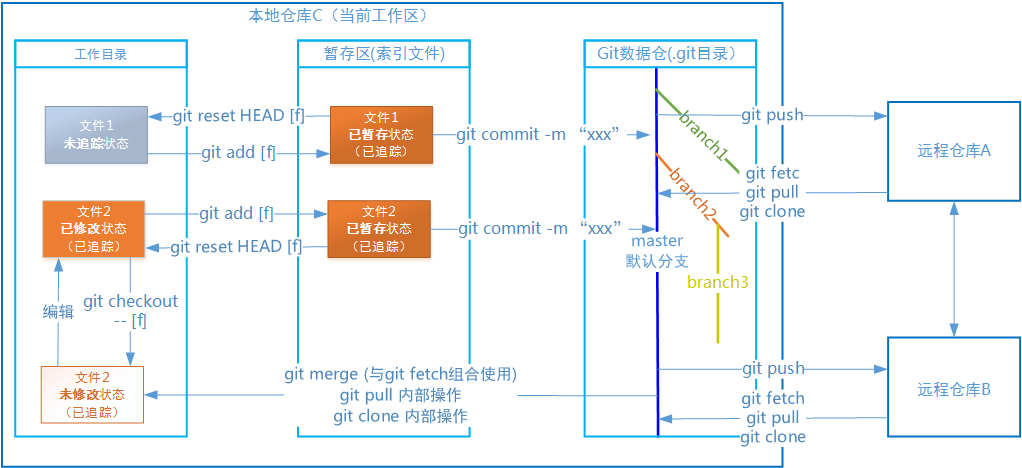 本地仓库C（当前工作区）
工作目录
暂存区(索引文件)
Git数据仓(.git目录)
文件1
未追踪状态
git reset HEAD [f]
git add [f]
文件1
已暂存状态
（已追踪）
git commit -m “xxx”
branch1
git push
git fetc
git pull
git clone
远程仓库A
文件2
已修改状态
（已追踪）
git add [f]
git reset HEAD [f]
文件2
已暂存状态
（已追踪）
git commit -m “xxx”
branch2
master
默认分支
branch3
编辑
git checkout
-- [f]
文件2
未修改状态
（已追踪）
git merge (与git fetch组合使用)
git pull 内部操作
git clone 内部操作
git push
git fetch
git pull
git clone
远程仓库B